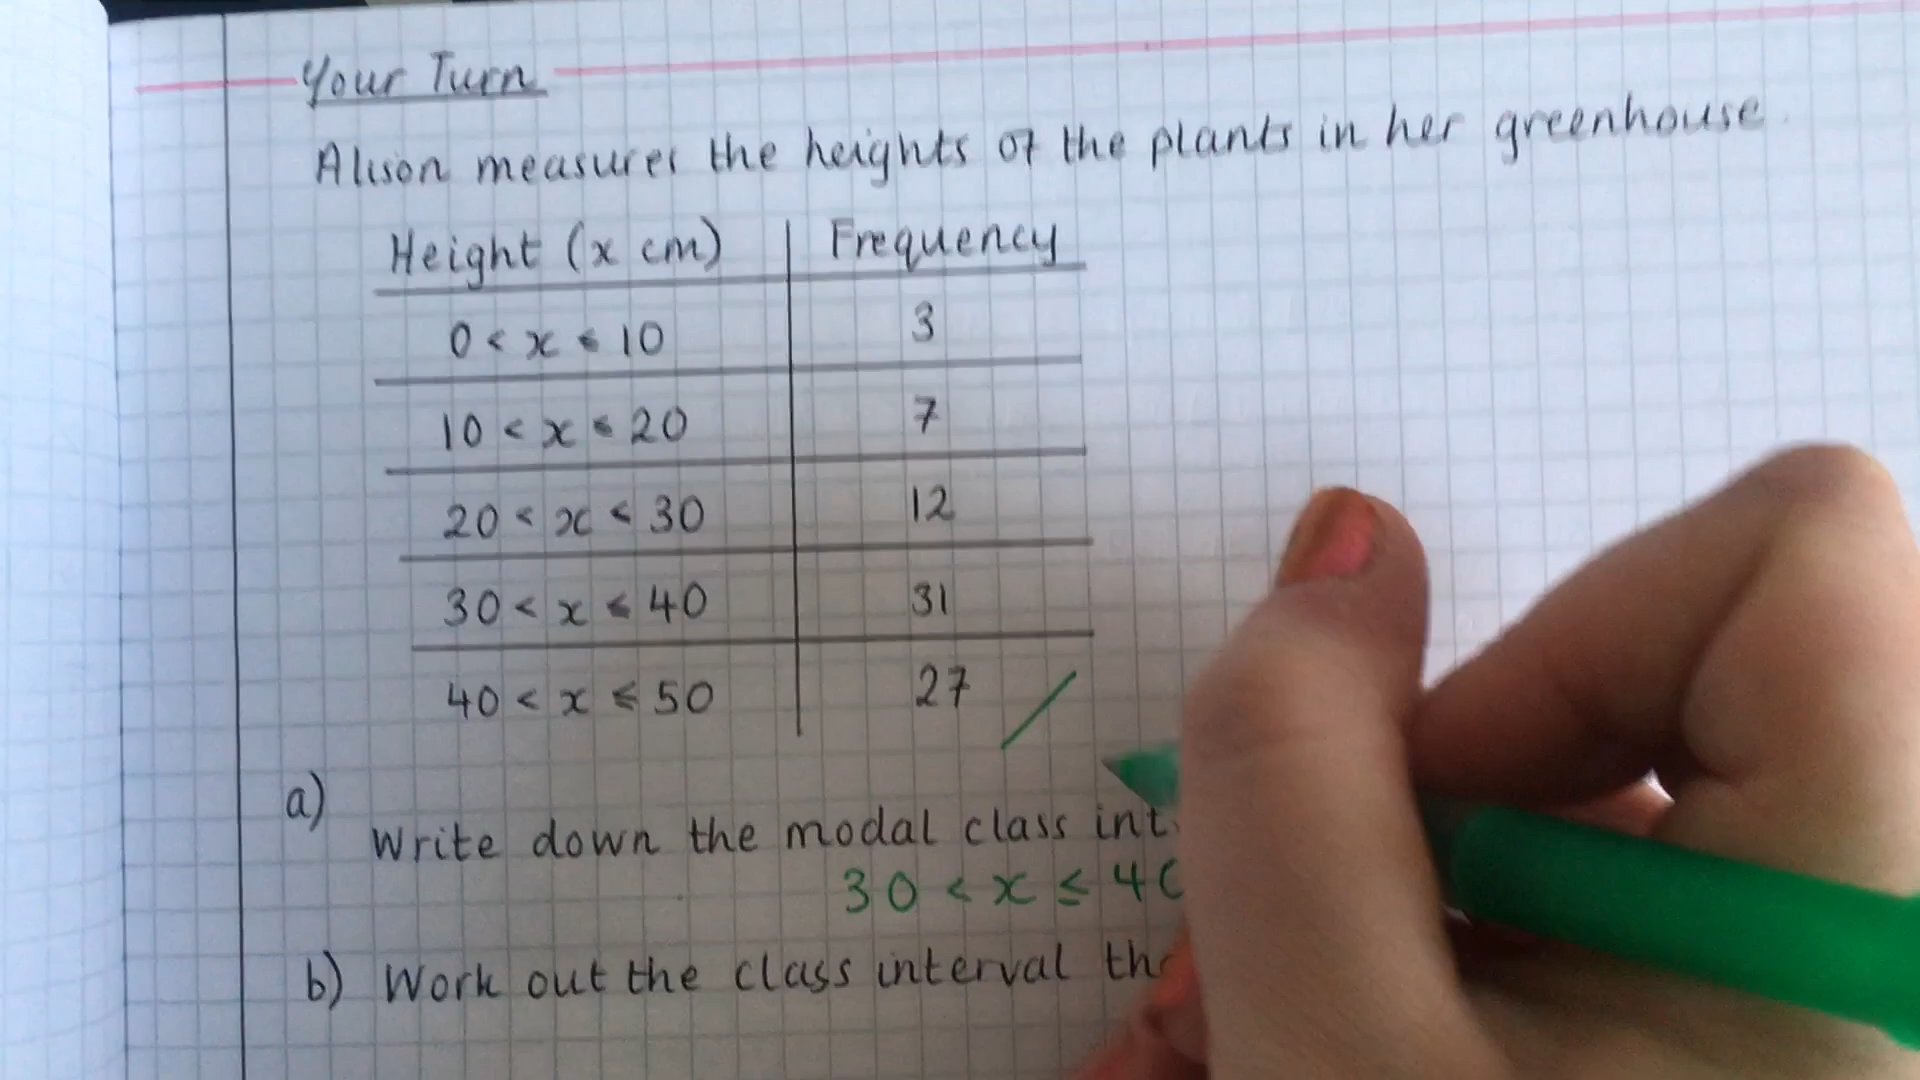 Your Turn
Alison measures the heights of the plants in her greenhouse.
Height (x cm) Frequency
0 < x ≤ 10 3
10 < x ≤ 20 7
20 < x ≤ 30 12
30 < x ≤ 40 31
40 < x ≤ 50 27
a)
Write down the modal class
30 < x ≤ 4
b) Work out the class interval